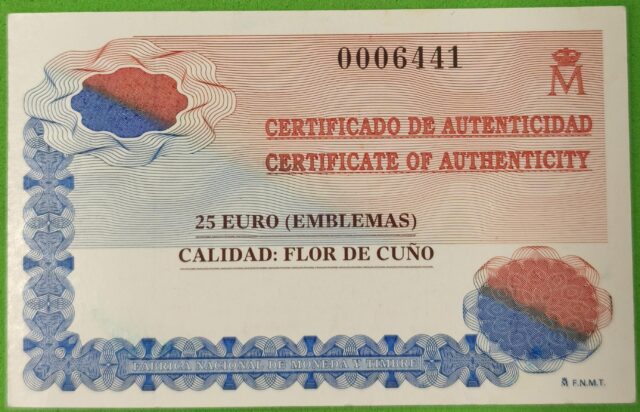 0006441
M
CERTIFICADO DE AUTENTICIDAD
CERTIFICATE OF AUTHENTICITY
25 EURO (EMBLEMAS)
CALIDAD: FLOR DE CUÑO
FABRICA NACIONAL DE MONEDA Y TIMBRE
M F.N.M.T.